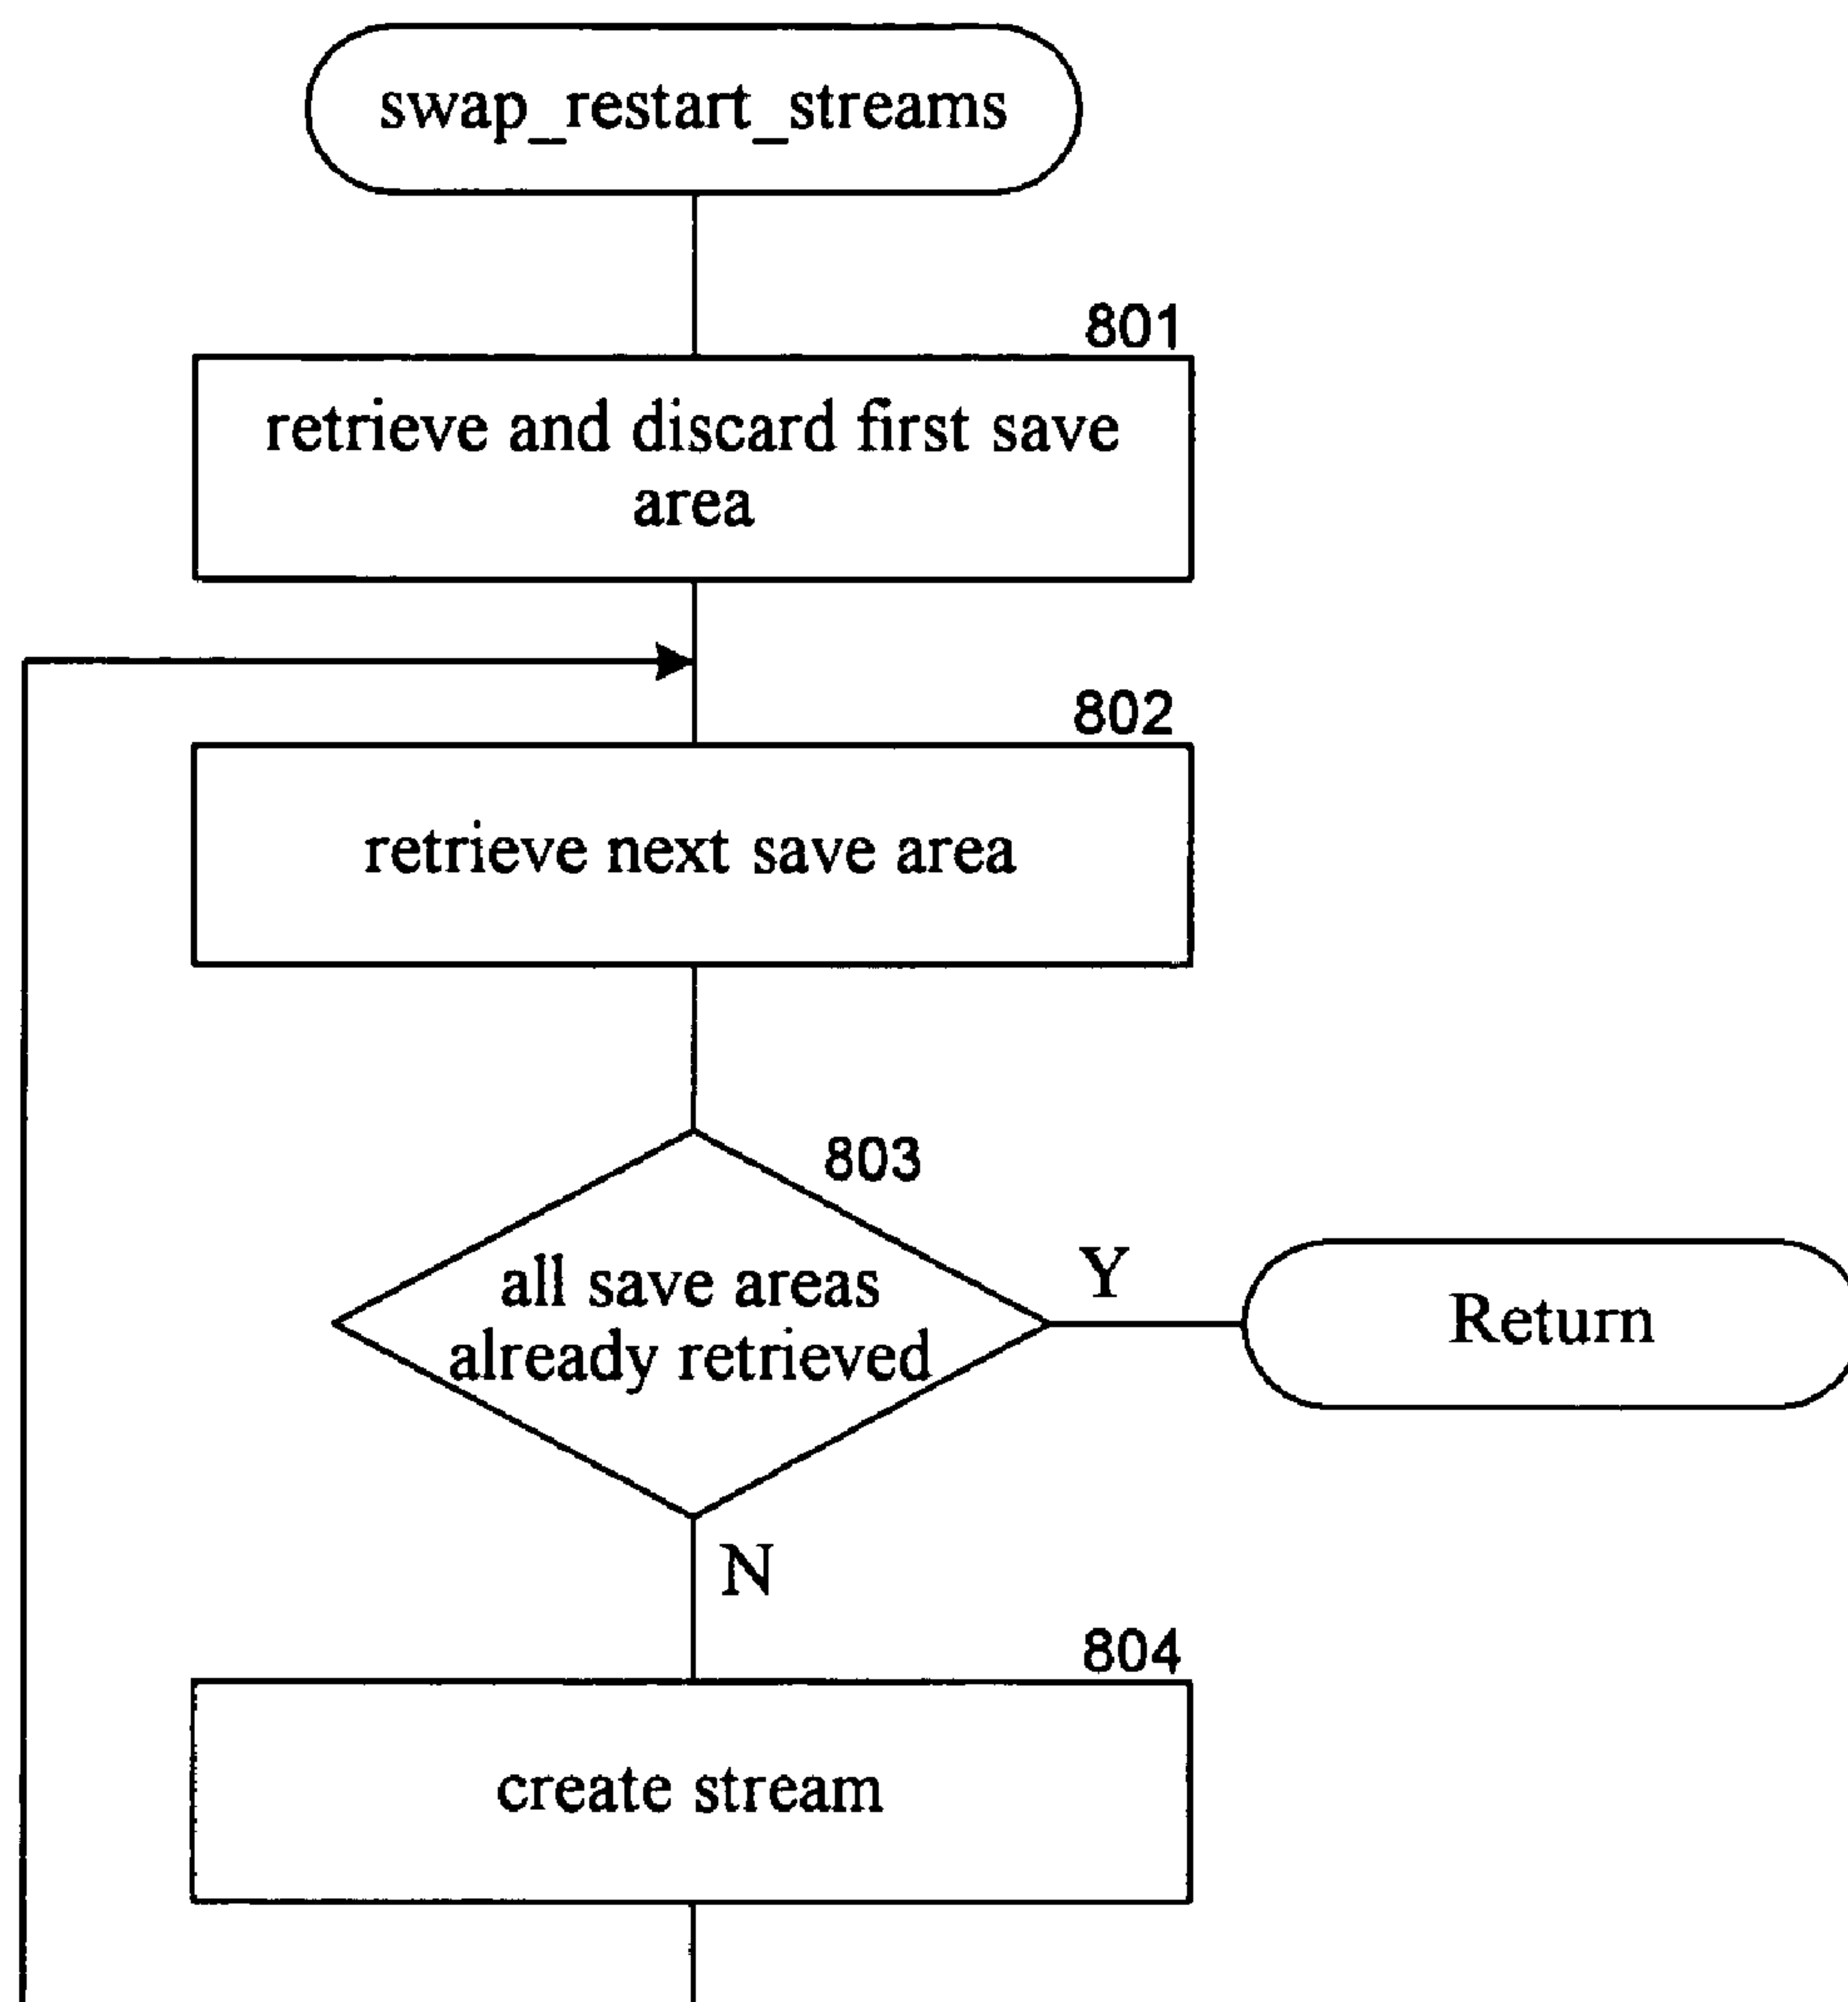 swap_restart_streams
801
retrieve and discard first save
area
802
retrieve next save area
803
all save areas
already retrieved
Y
Return
N
804
create stream